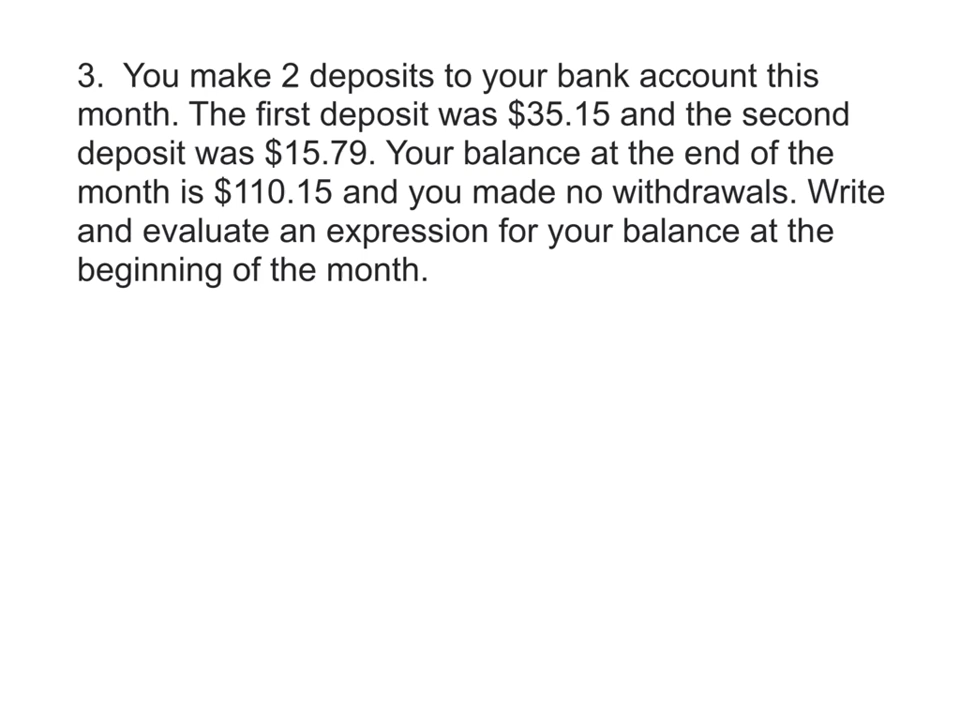 3.  You make 2 deposits to your bank account this
month. The first deposit was $35.15 and the second
deposit was $15.79. Your balance at the end of the
month is $110.15 and you made no withdrawals. Write
and evaluate an expression for your balance at the
beginning of the month.